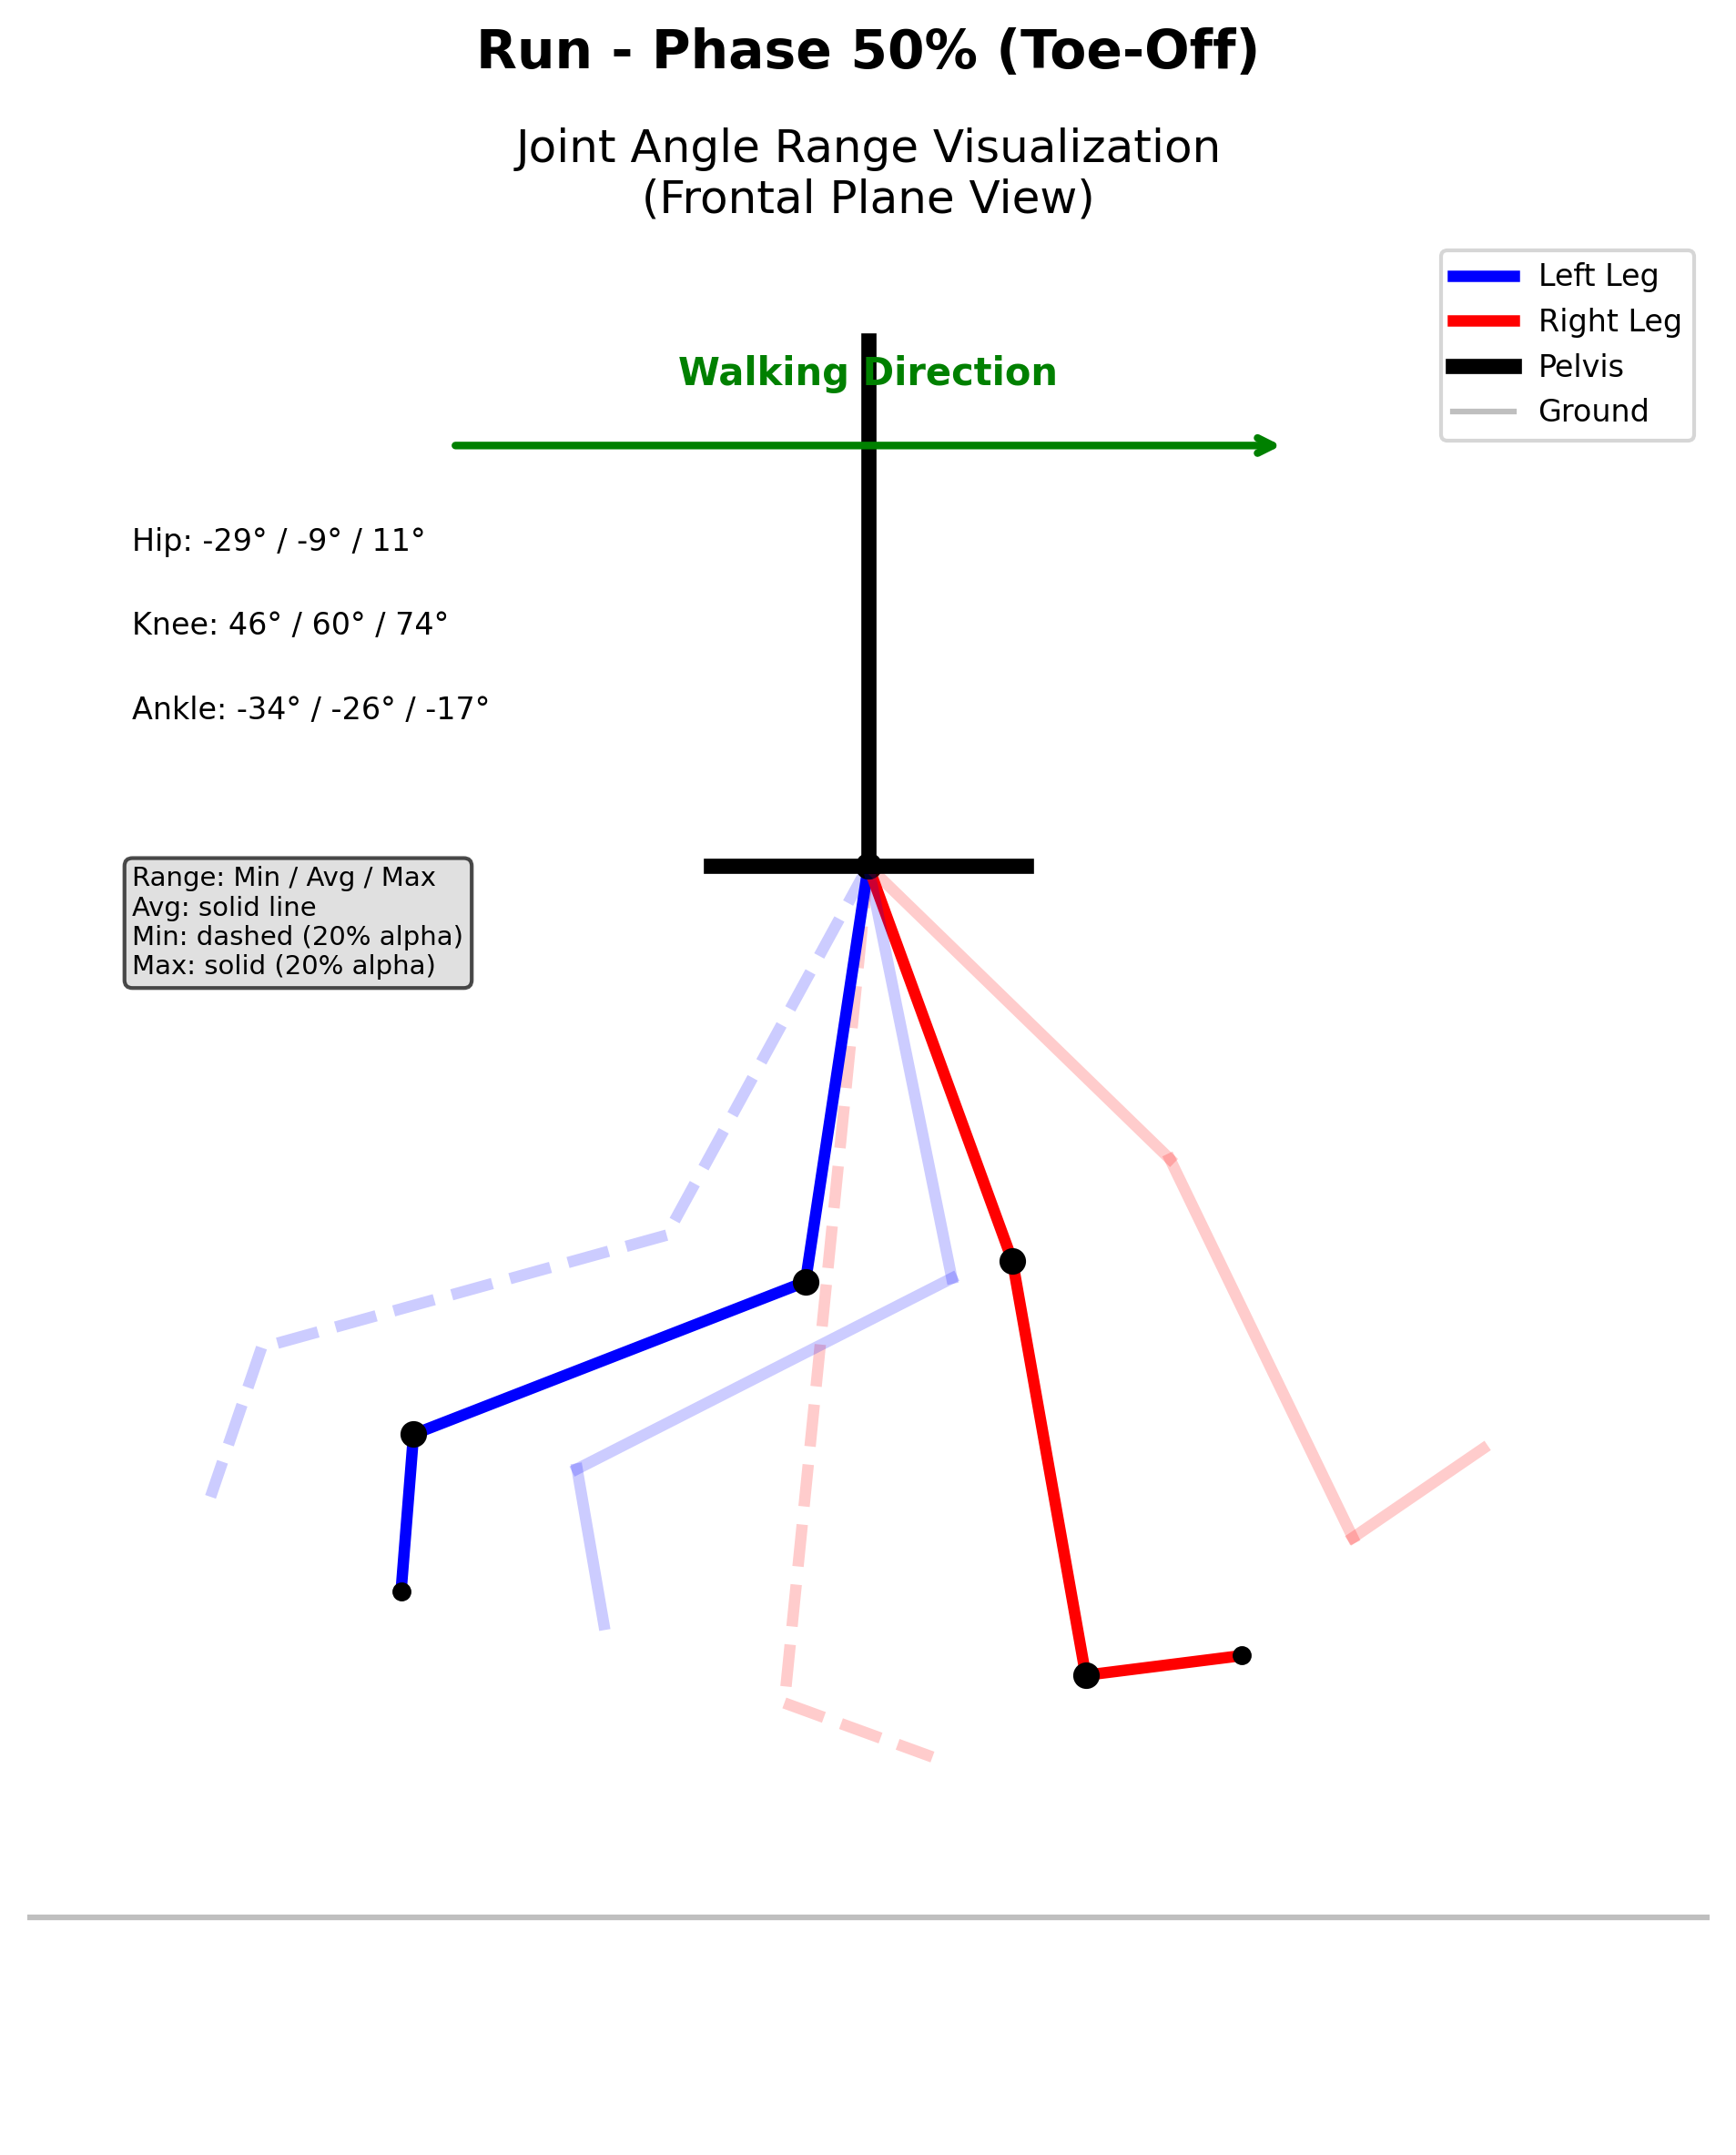 Run - Phase 50% (Toe-Off)
Joint Angle Range Visualization
(Frontal Plane View)
Left Leg
Right Leg
Pelvis
Ground
Walking Direction
Hip: -29° / -9° / 11°
Knee: 46° / 60° / 74°
Ankle: -34° / -26° / -17°
Range: Min / Avg / Max
Avg: solid line
Min: dashed (20% alpha)
Max: solid (20% alpha)